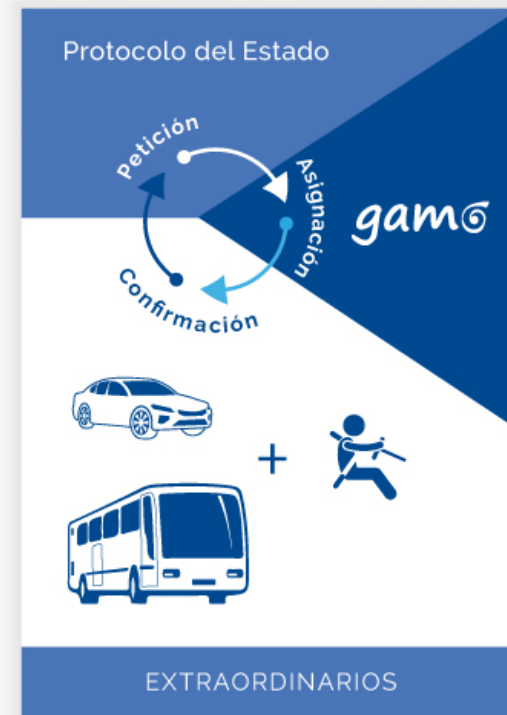 Protocolo del Estado
Petición
Asignación
gamo
Confirmación
EXTRAORDINARIOS